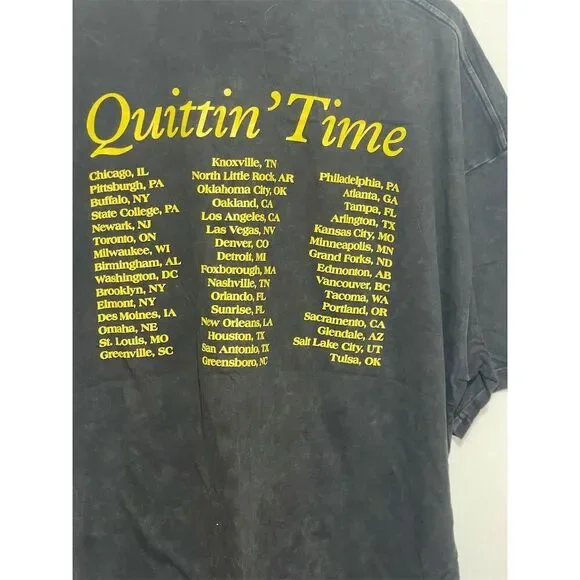 Quittin' Time
Chicago, IL
Pittsburgh, PA
Buffalo, NY
State College, PA
Newark, NJ
Toronto, ON
Milwaukee, WI
Birmingham, AL
Washington, DC
Brooklyn, NY
Elmont, NY
Des Moines, IA
Omaha, NE
St. Louis, MO
Greenville, SC
Knoxville, TN
North Little Rock, AR
Oklahoma City, OK
Oakland, CA
Los Angeles, CA
Las Vegas, NV
Denver, CO
Detroit, MI
Foxborough, MA
Nashville, TN
Orlando, FL
Sunrise, FL
New Orleans, LA
Houston, TX
San Antonio, TX
Greensboro, NC
Philadelphia, PA
Atlanta, GA
Tampa, FL
Arlington, TX
Kansas City, MO
Minneapolis, MN
Grand Forks, ND
Edmonton, AB
Vancouver, BC
Tacoma, WA
Portland, OR
Sacramento, CA
Glendale, AZ
Salt Lake City, UT
Tulsa, OK